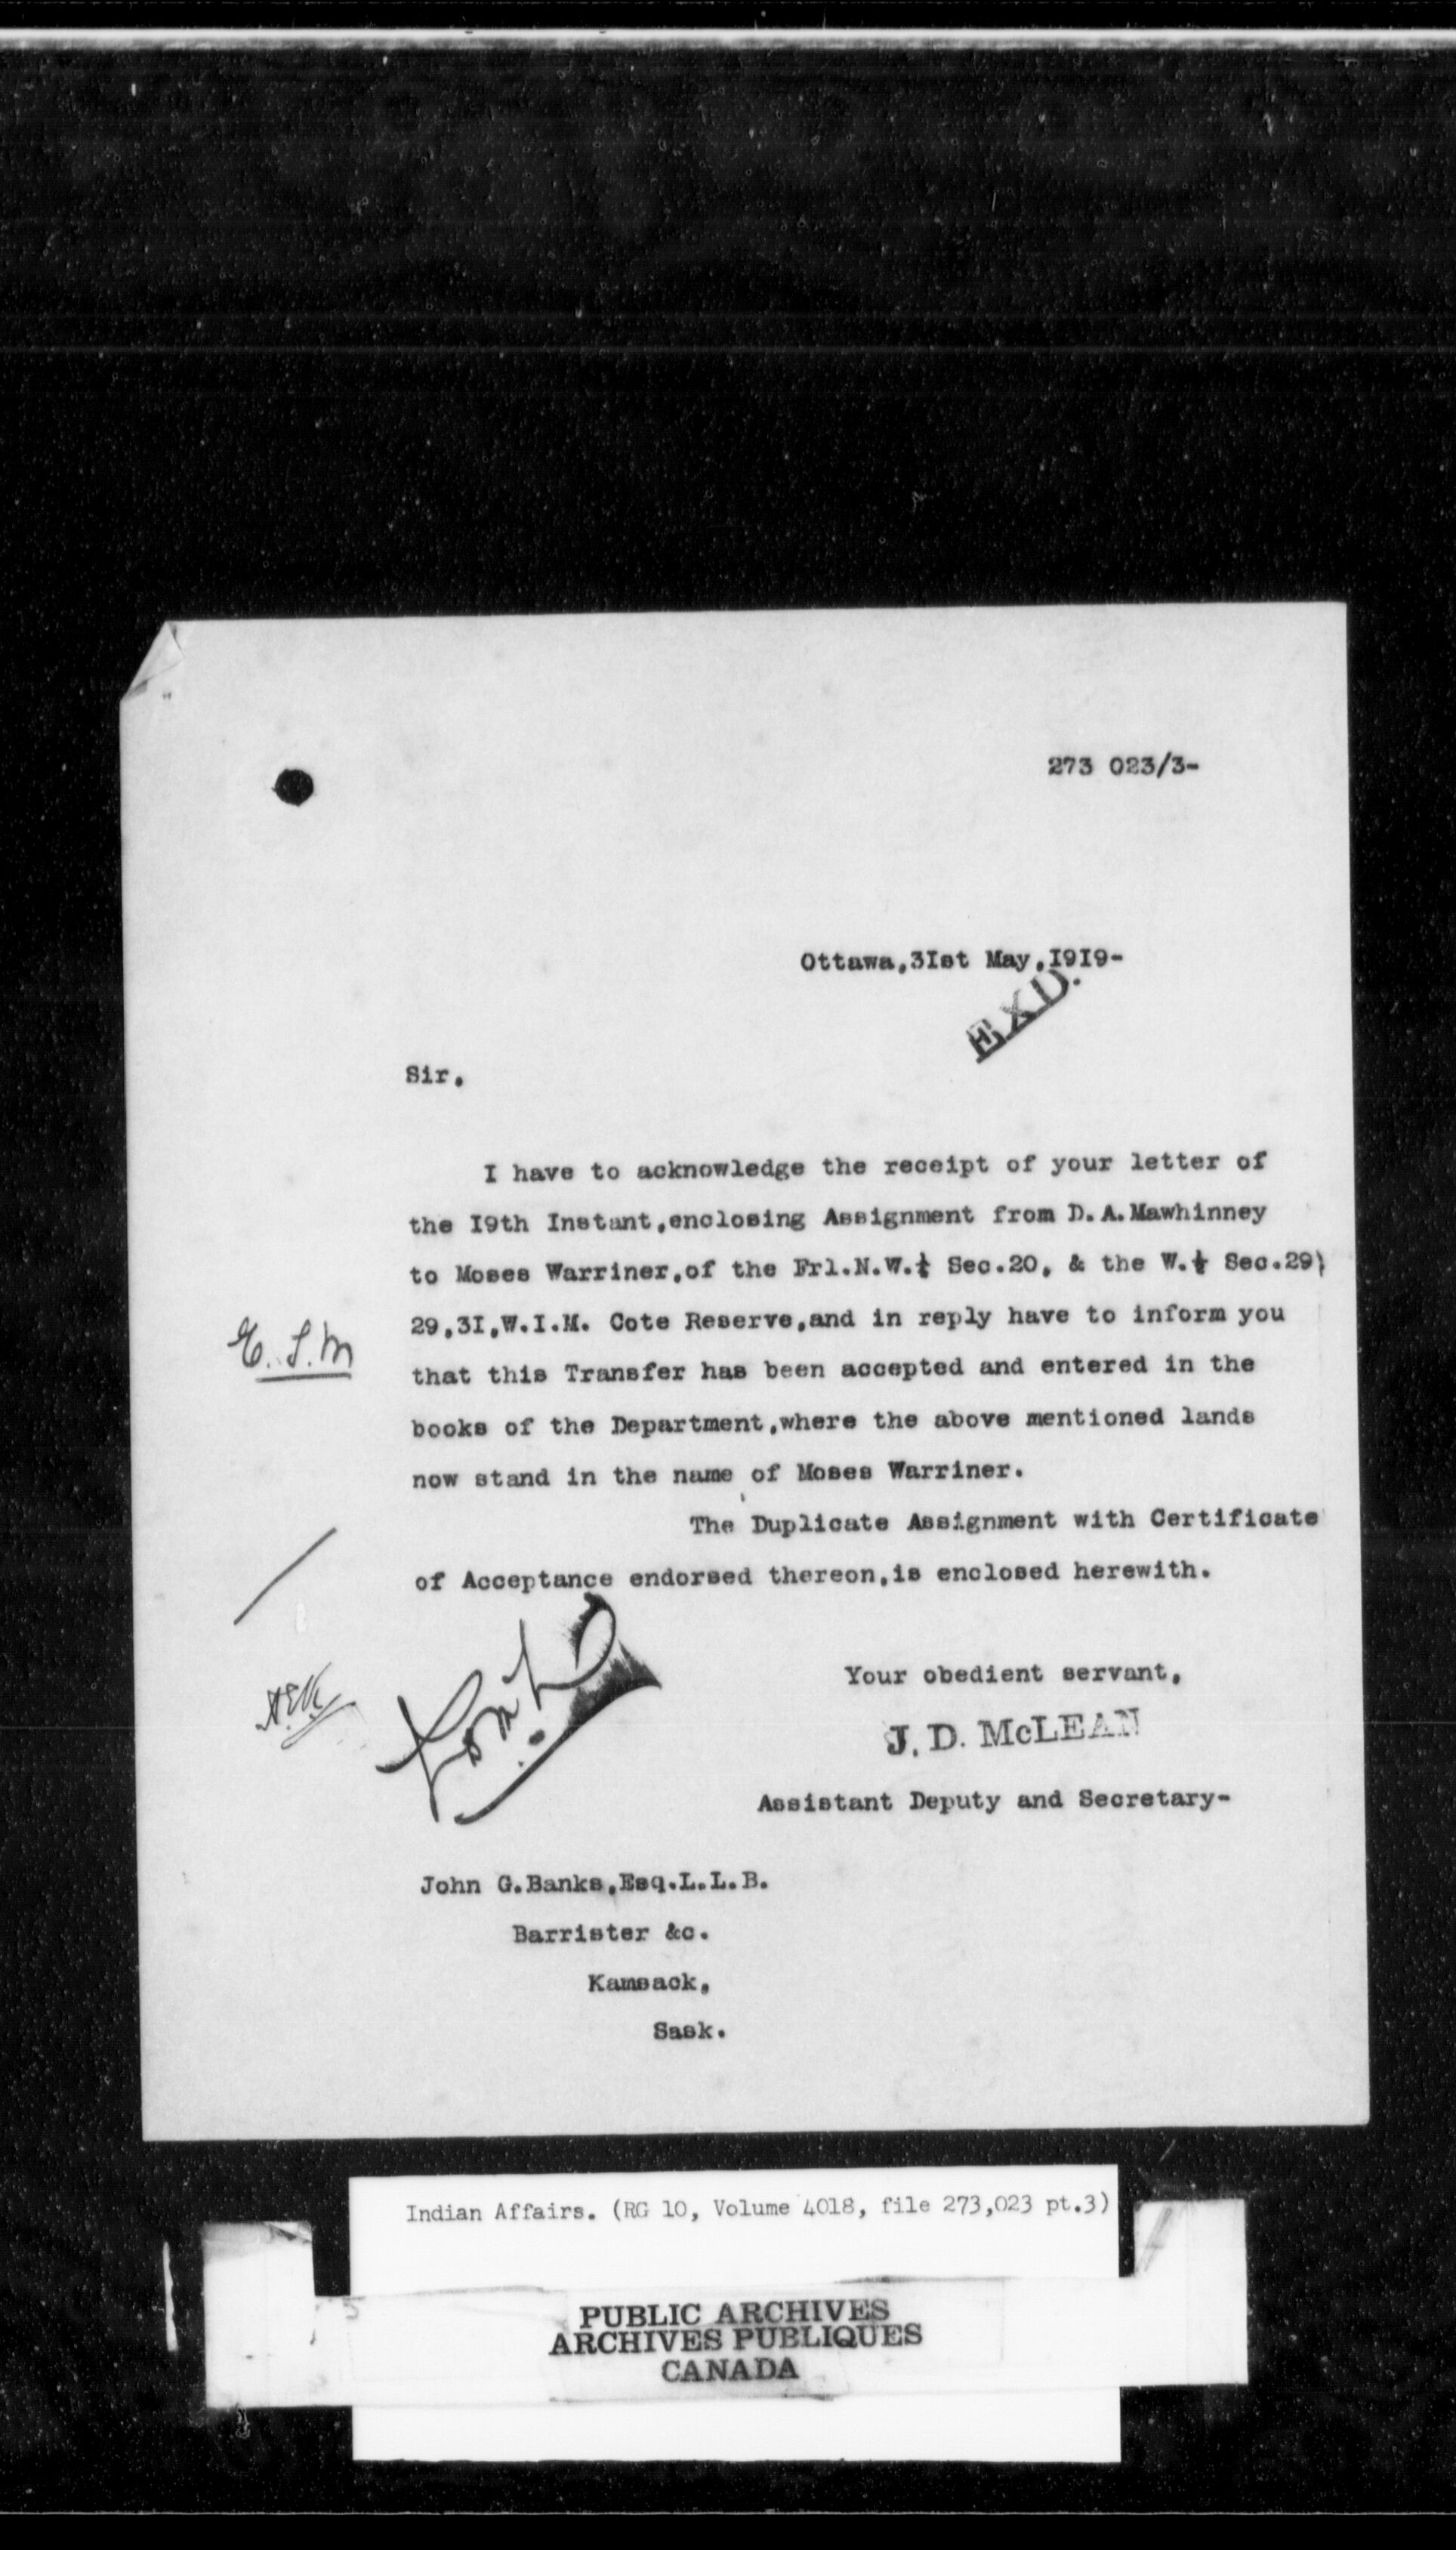 273 023/3-
Ottawa,3Ist May,I9I9-
EXD.
Sir,
I have to acknowledge the receipt of your letter of
the I9th Instant,enclosing Assignment from D.A.Mawhinney
to Moses Warriner,of the Frl.N.W.¼ Sec.20, & the W.½ Sec.29)
29,3I,W.I.M. Cote Reserve,and in reply have to inform you
E.S.M
that this Transfer has been accepted and entered in the
books of the Department,where the above mentioned lands
now stand in the name of Moses Warriner.
The Duplicate Assignment with Certificate
of Acceptance endorsed thereon,is enclosed herewith.
Your obedient servant,
J. D. McLEAN
Assistant Deputy and Secretary-
John G.Banks,Esq.L.L.B.
Barrister &c.
Kamsack,
Sask.
Indian Affairs. (RG 10, Volume 4018, file 273,023 pt.3)
PUBLIC ARCHIVES
ARCHIVES PUBLIQUES
CANADA